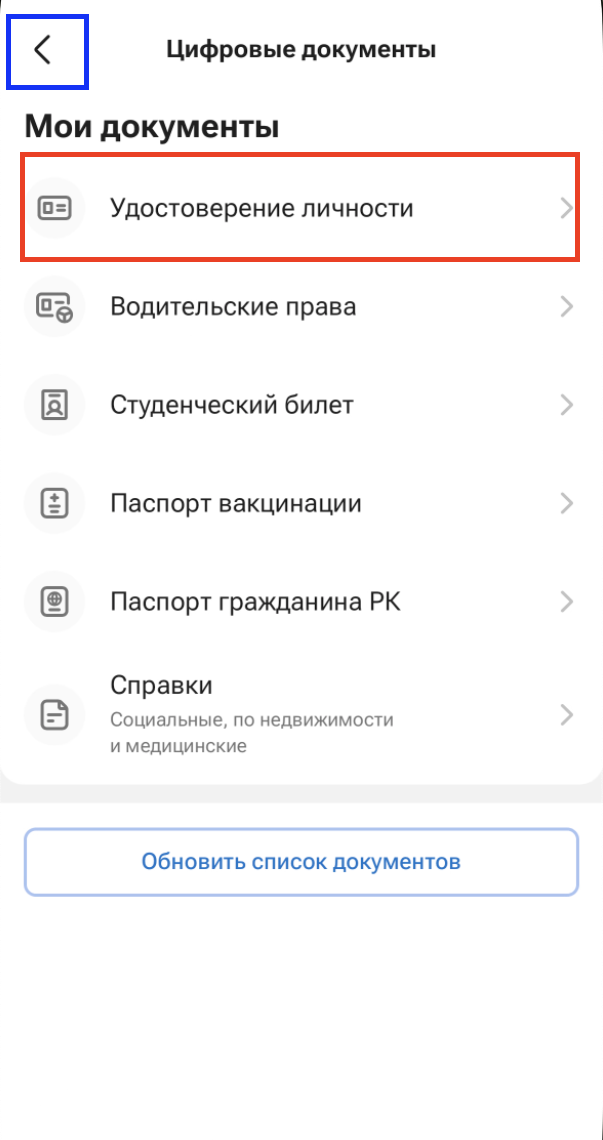 Цифровые документы
Мои документы
Удостоверение личности
Водительские права
Студенческий билет
Паспорт вакцинации
Паспорт гражданина РК
Справки
Социальные, по недвижимости
и медицинские
Обновить список документов